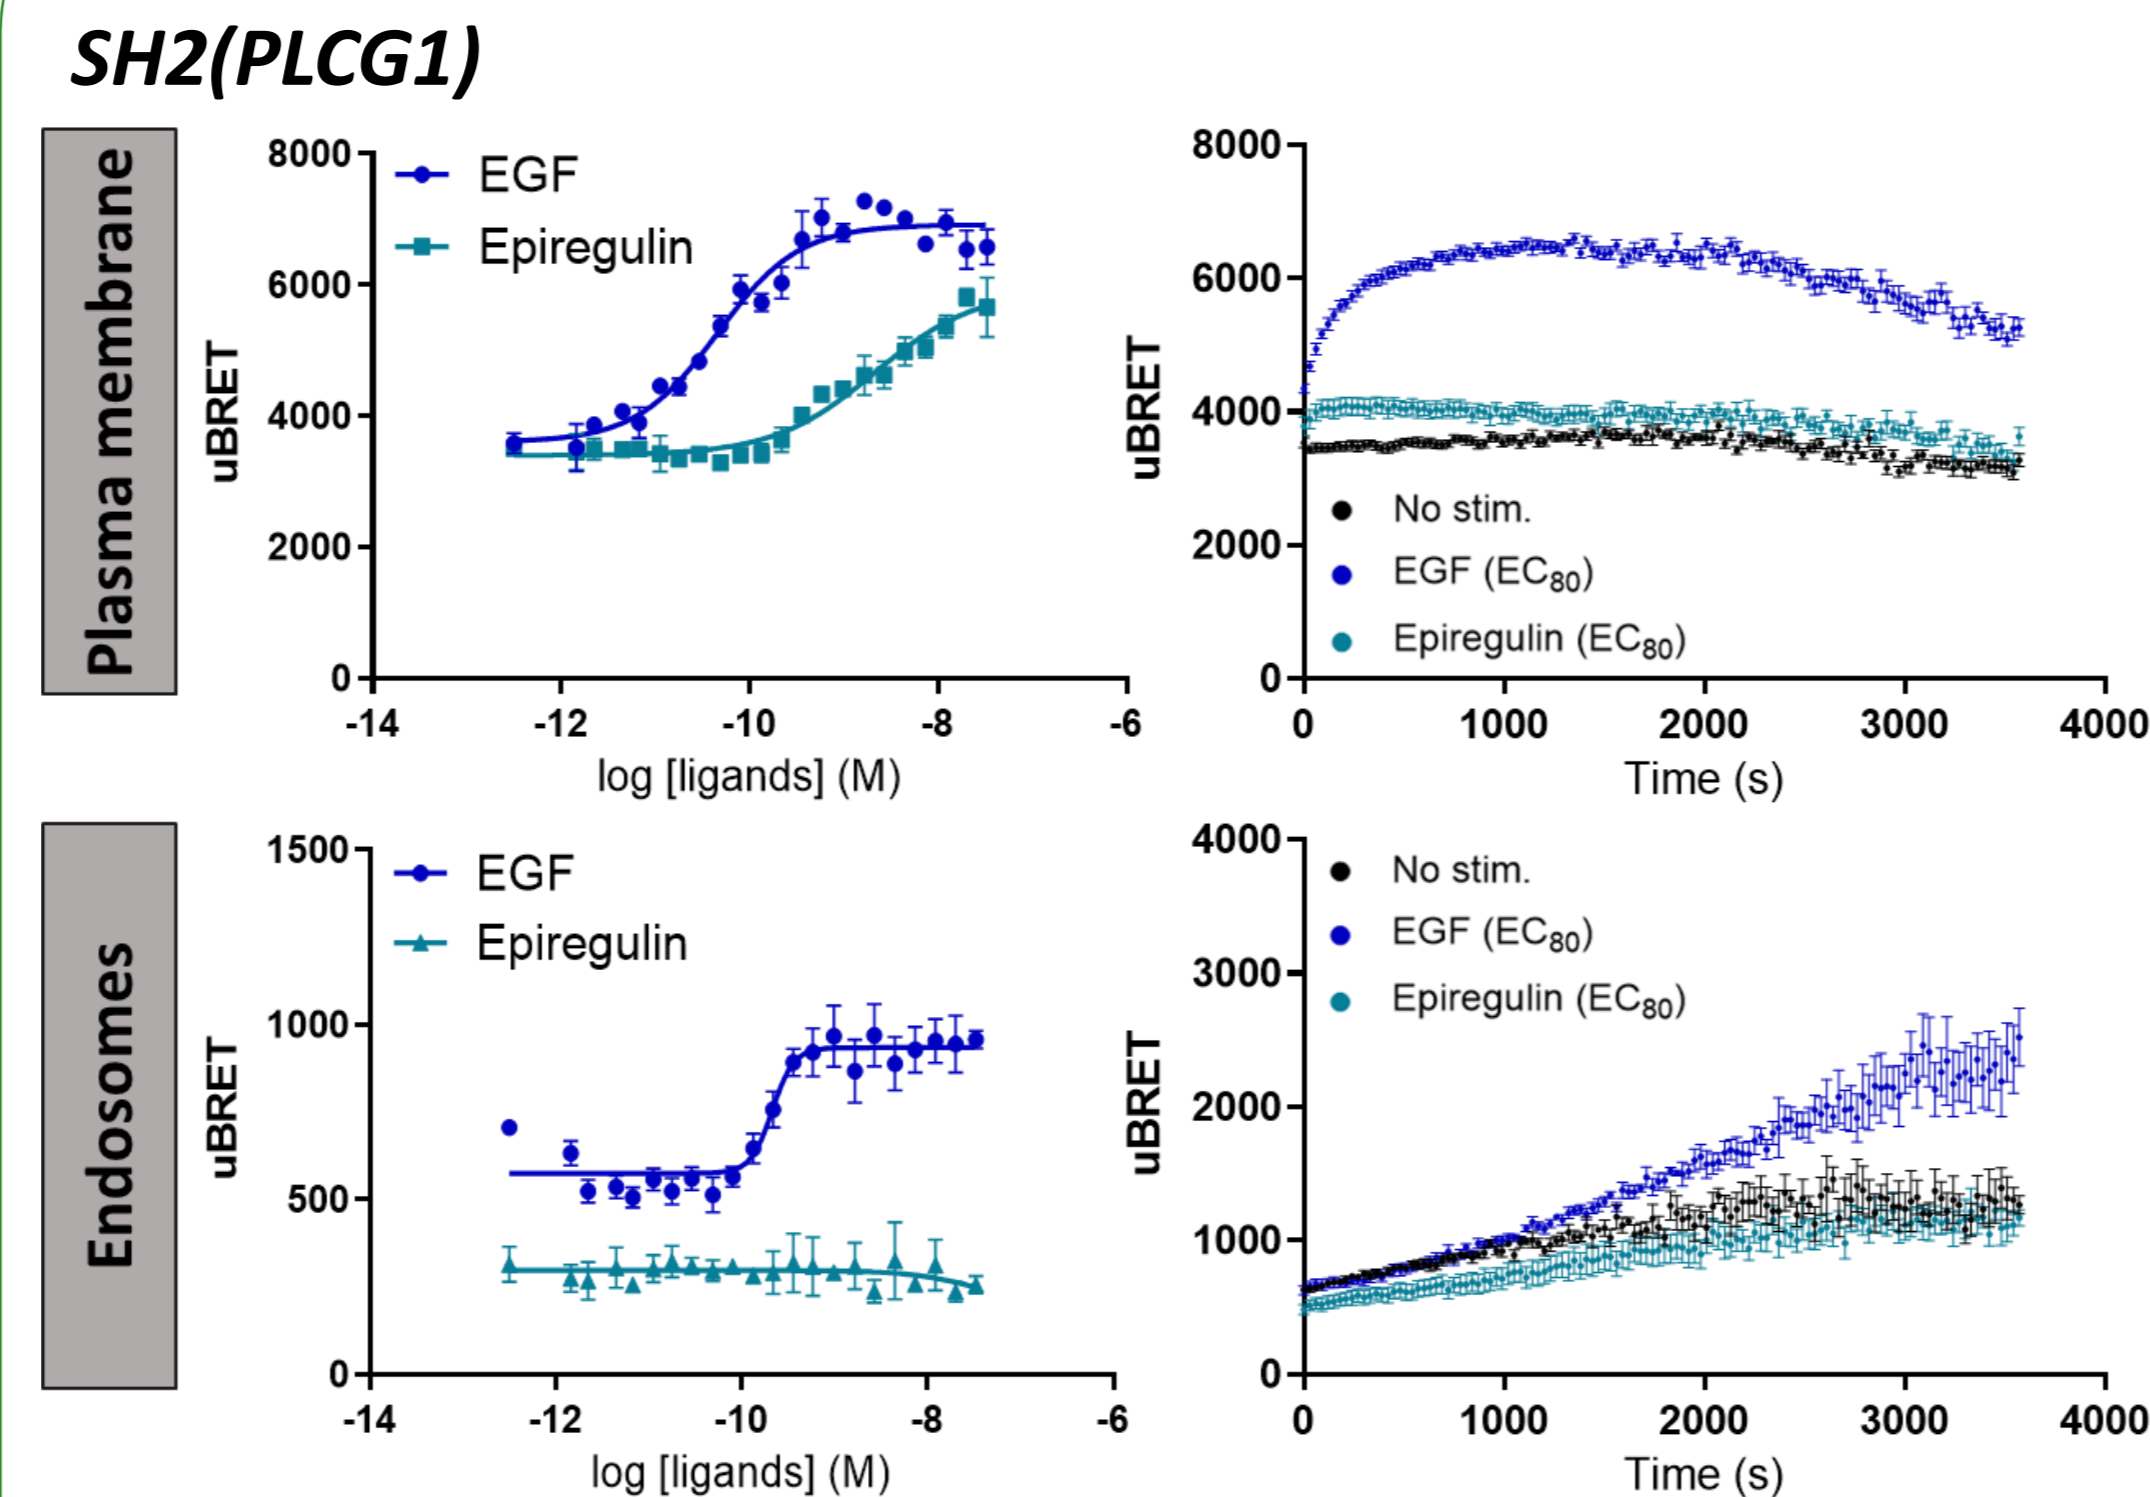 SH2(PLCG1)
Plasma membrane
uBRET
8000
6000
4000
2000
0
EGF
Epiregulin
-14 -12 -10 -8 -6
log [ligands] (M)
uBRET
8000
6000
4000
2000
0
No stim.
EGF (EC80)
Epiregulin (EC80)
0 1000 2000 3000 4000
Time (s)
Endosomes
uBRET
1500
1000
500
0
EGF
Epiregulin
-14 -12 -10 -8 -6
log [ligands] (M)
uBRET
4000
3000
2000
1000
0
No stim.
EGF (EC80)
Epiregulin (EC80)
0 1000 2000 3000 4000
Time (s)